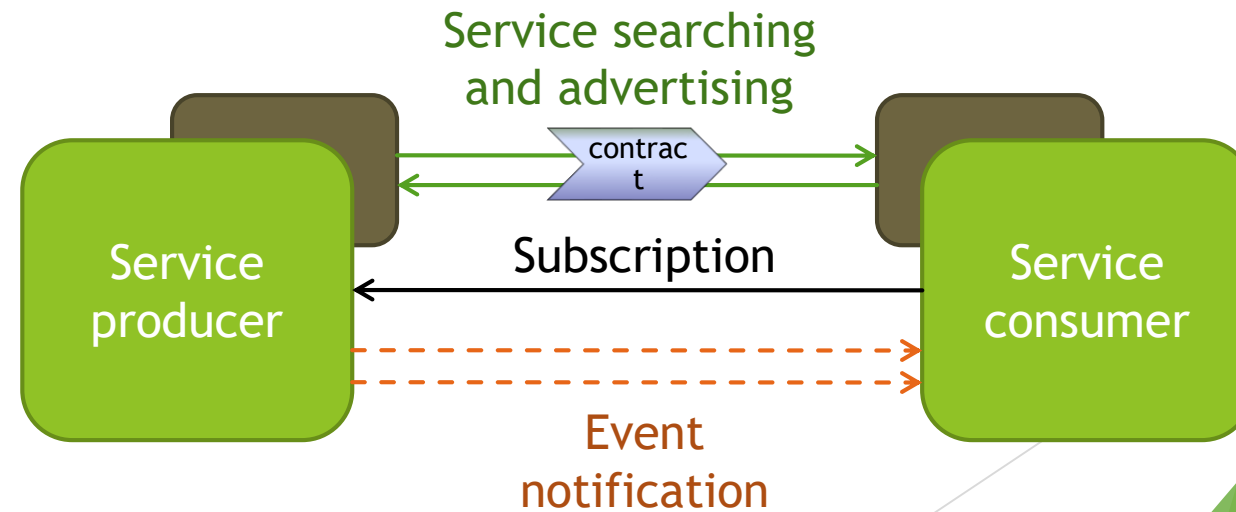 Service searching
and advertising
contrac
t
Service
producer
Subscription
Service
consumer
Event
notification